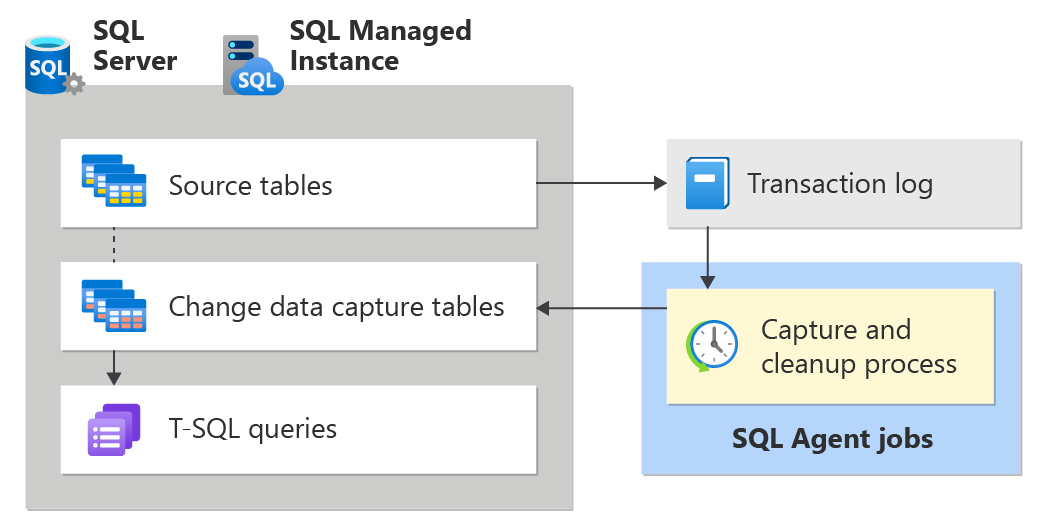 SQL
Server
SQL Managed
Instance
SQL
SQL
Source tables
Transaction log
Change data capture tables
Capture and
cleanup process
T-SQL queries
SQL Agent jobs